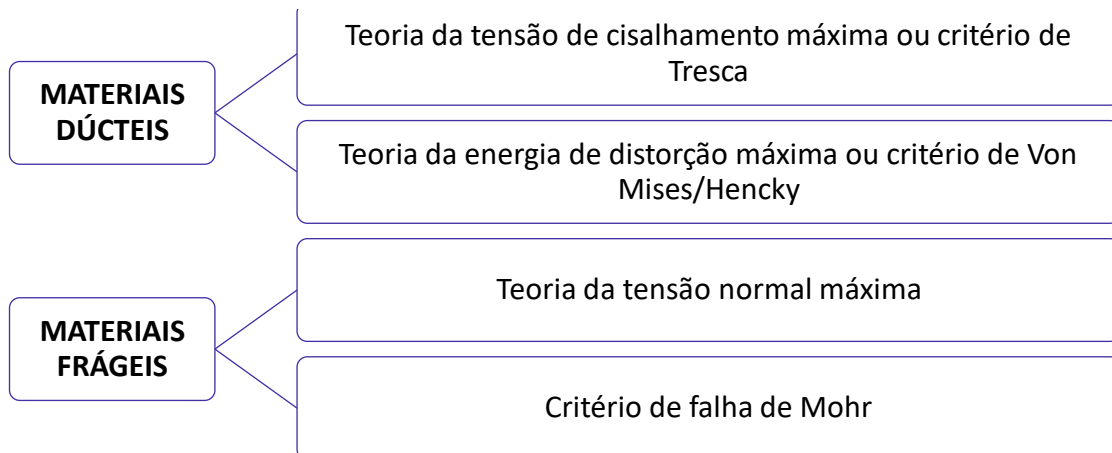 MATERIAIS
DÚCTEIS
Teoria da tensão de cisalhamento máxima ou critério de
Tresca
Teoria da energia de distorção máxima ou critério de Von
Mises/Hencky
MATERIAIS
FRÁGEIS
Teoria da tensão normal máxima
Critério de falha de Mohr